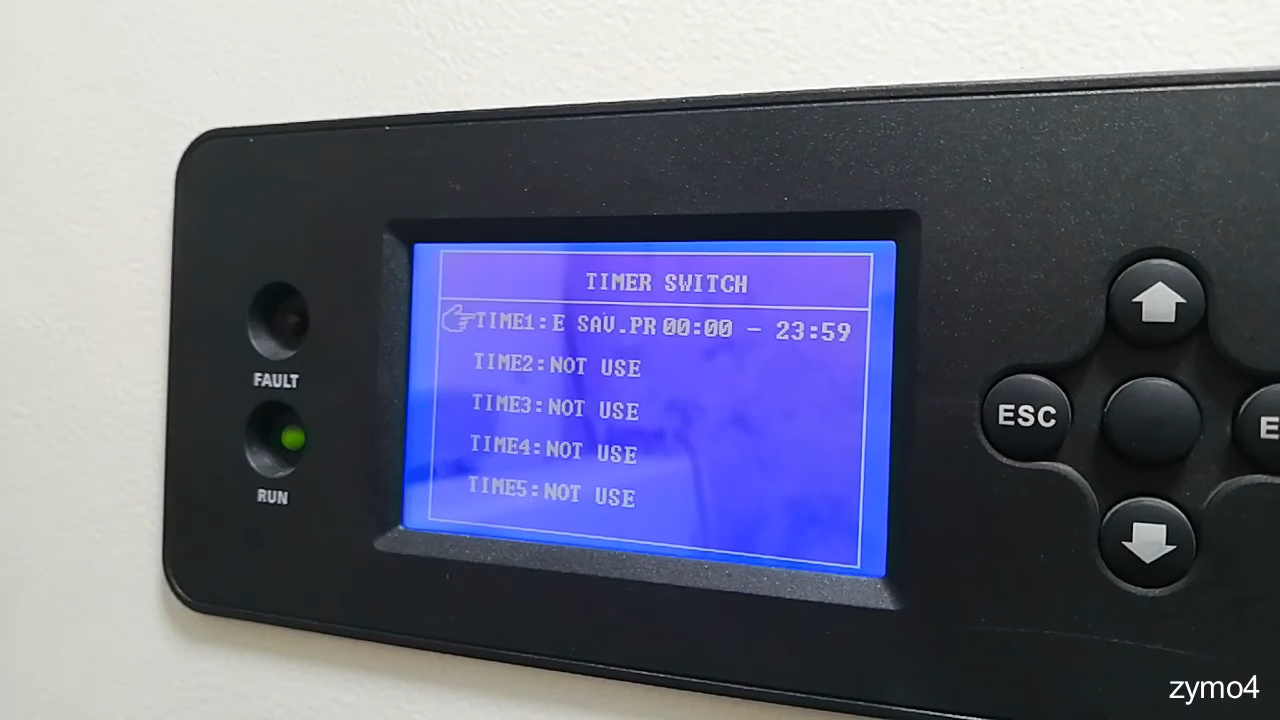 TIMER SWITCH
TIME1:E SAV.PR 00:00 - 23:59
TIME2:NOT USE
TIME3:NOT USE
TIME4:NOT USE
TIME5:NOT USE
FAULT
RUN
ESC
E
zymo4